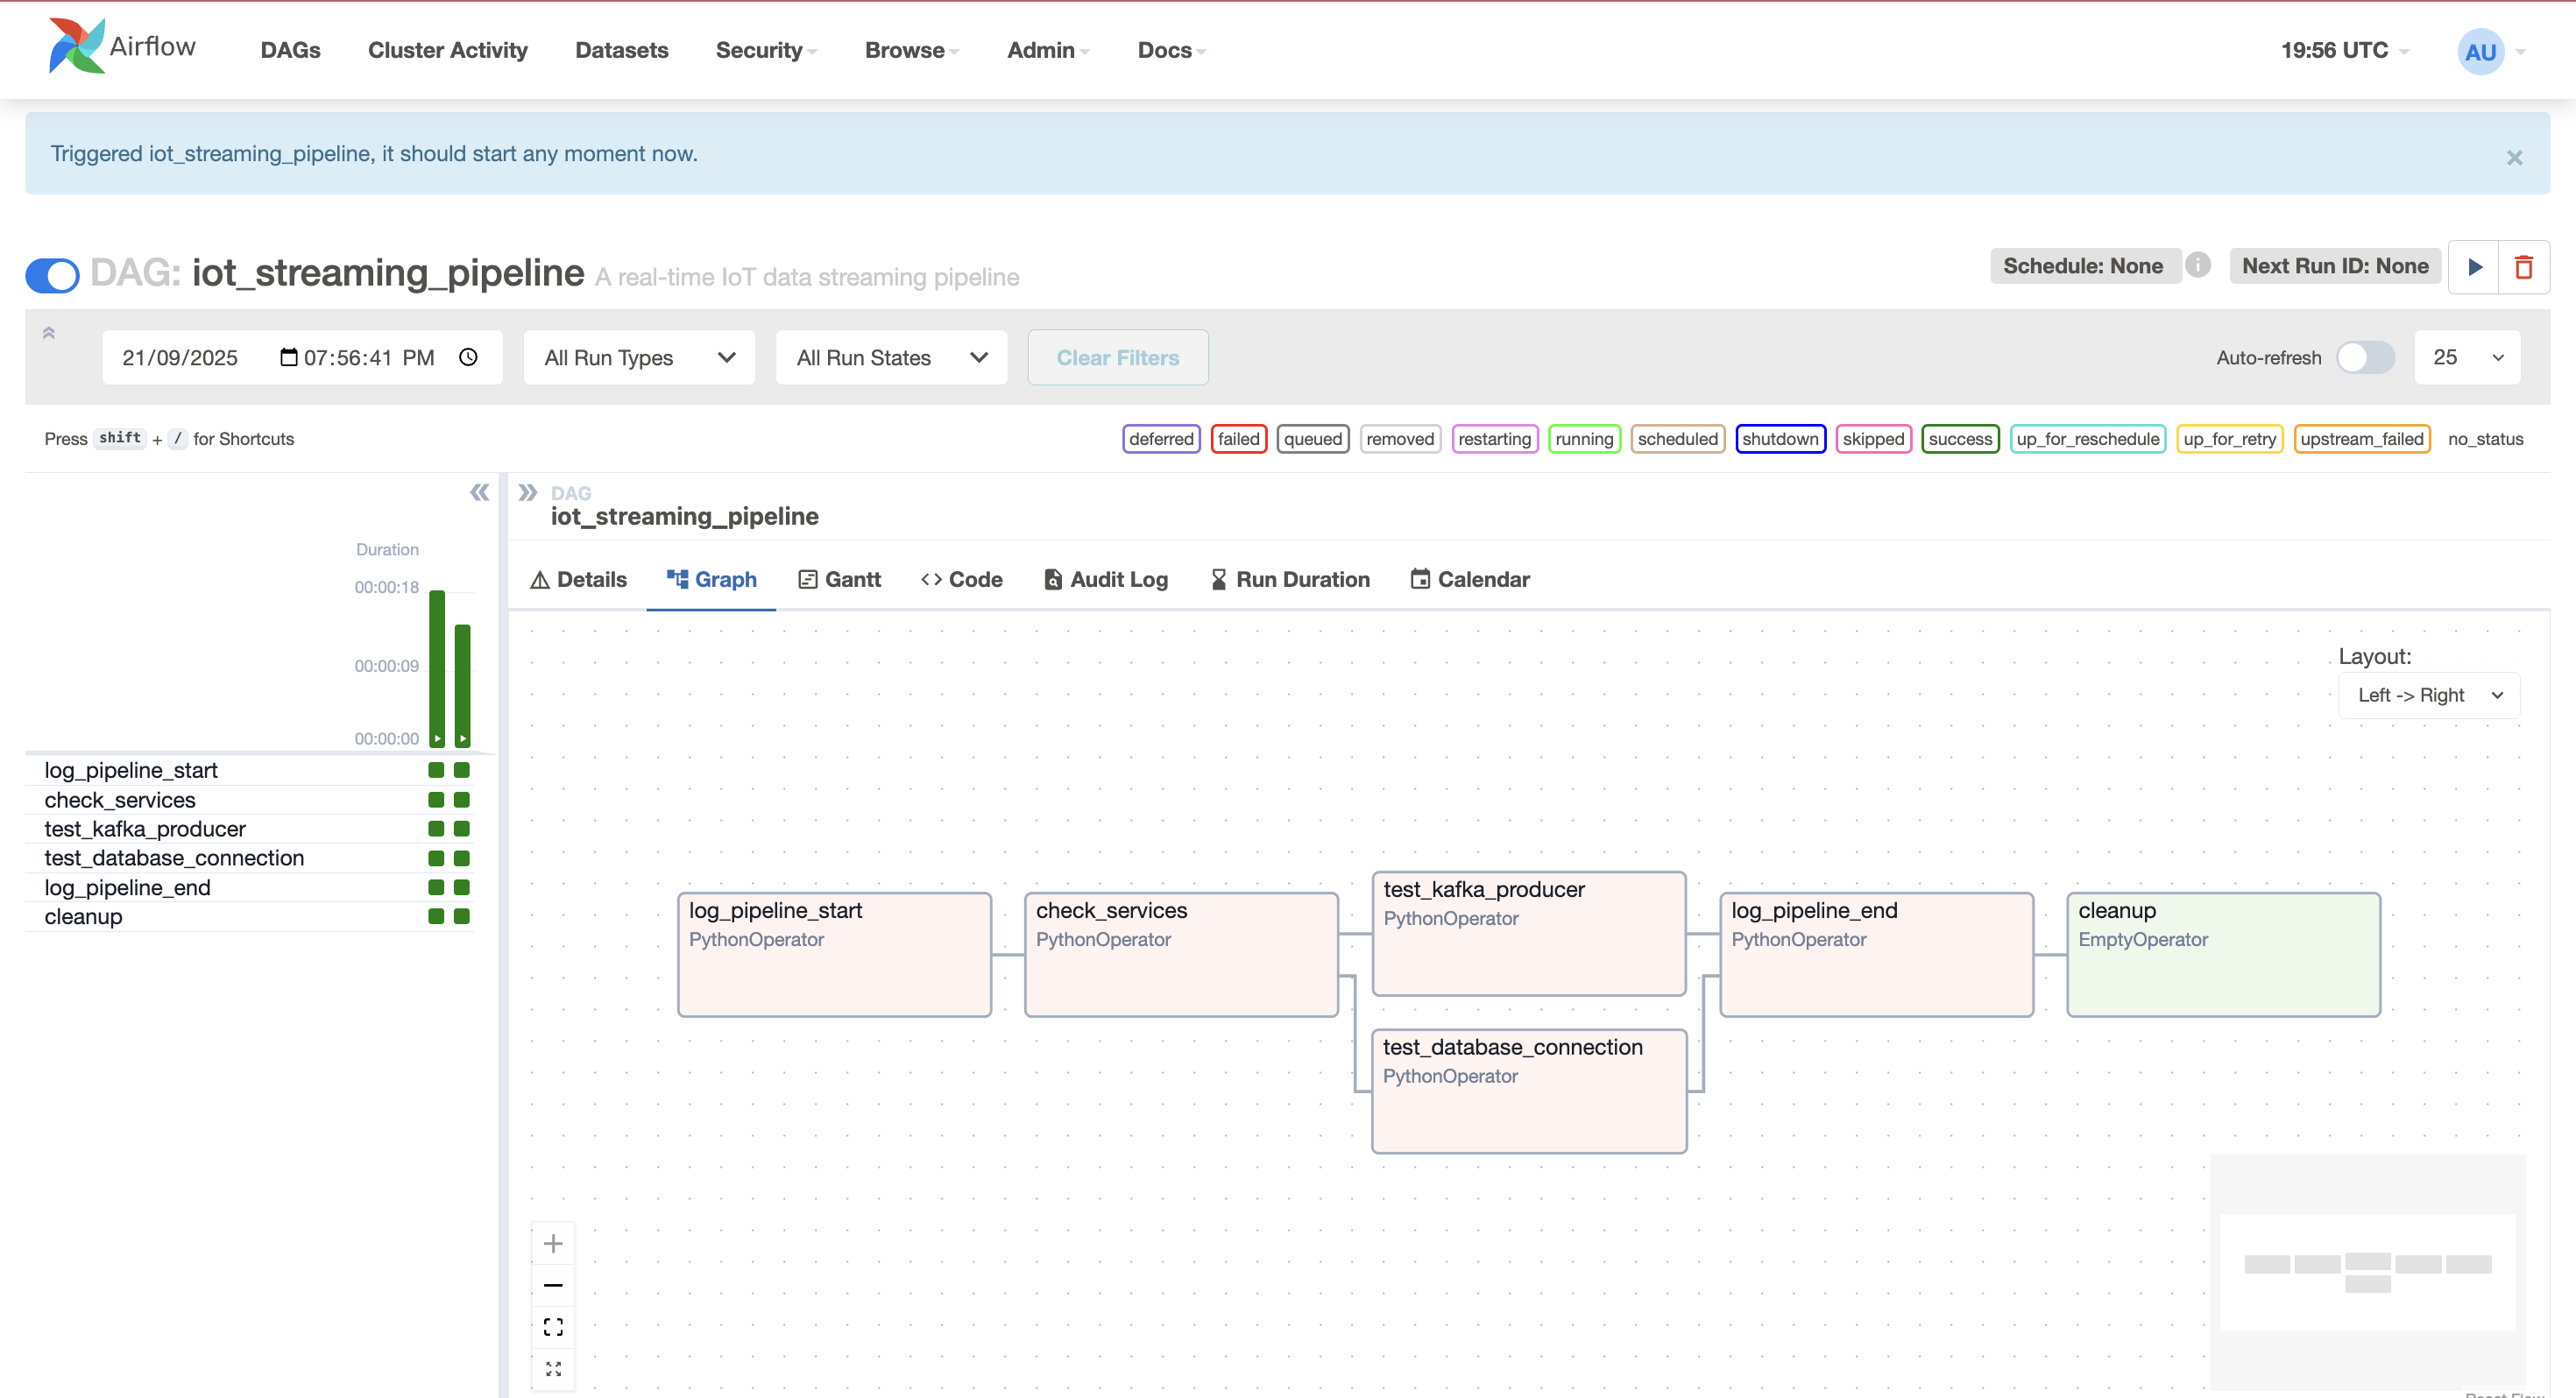 Airflow DAGs Cluster Activity Datasets Security Browse Admin Docs 19:56 UTC AU
Triggered iot_streaming_pipeline, it should start any moment now. ×
DAG: iot_streaming_pipeline A real-time IoT data streaming pipeline Schedule: None i Next Run ID: None
21/09/2025 07:56:41 PM All Run Types All Run States Clear Filters Auto-refresh 25
Press shift + / for Shortcuts deferred failed queued removed restarting running scheduled shutdown skipped success up_for_reschedule up_for_retry upstream_failed no_status
DAG
iot_streaming_pipeline
Details Graph Gantt Code Audit Log Run Duration Calendar
Duration
00:00:18
00:00:09
00:00:00
log_pipeline_start
check_services
test_kafka_producer
test_database_connection
log_pipeline_end
cleanup
Layout:
Left -> Right
log_pipeline_start
PythonOperator
check_services
PythonOperator
test_kafka_producer
PythonOperator
test_database_connection
PythonOperator
log_pipeline_end
PythonOperator
cleanup
EmptyOperator